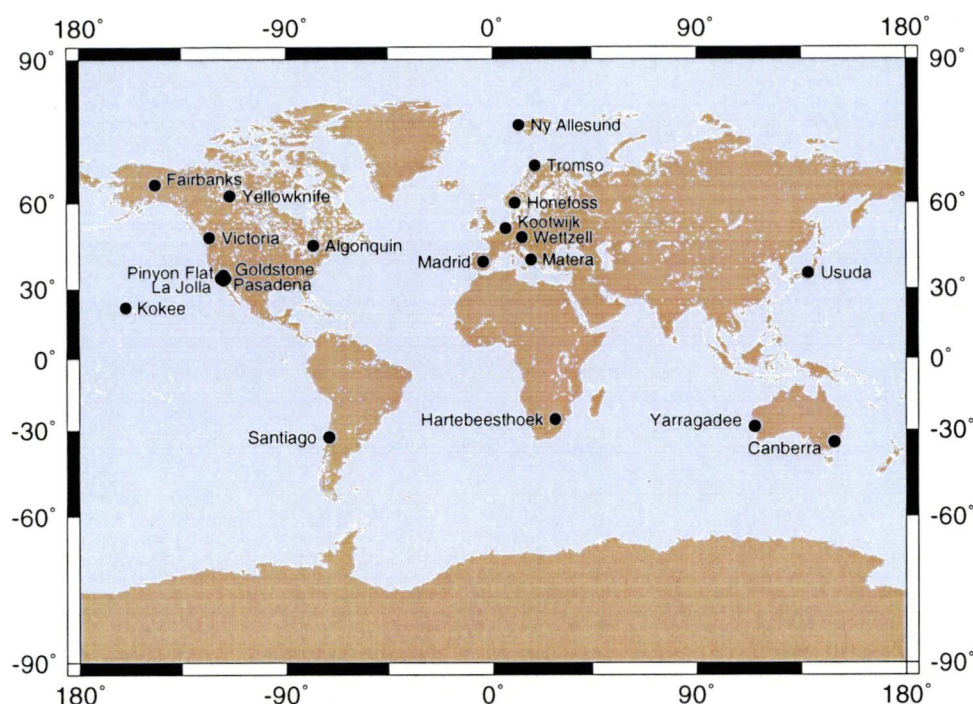 180˚ -90˚ 0˚ 90˚ 180˚
90˚ 90˚
Ny Allesund
Tromso
Fairbanks
Yellowknife
60˚ Honefoss 60˚
Kootwijk
Victoria Wettzell
Algonquin
Madrid Matera
Pinyon Flat Goldstone Usuda
La Jolla Pasadena
30˚ 30˚
Kokee
0˚ 0˚
Hartebeesthoek Yarragadee
-30˚ -30˚
Santiago
Canberra
-60˚ -60˚
-90˚ -90˚
180˚ -90˚ 0˚ 90˚ 180˚